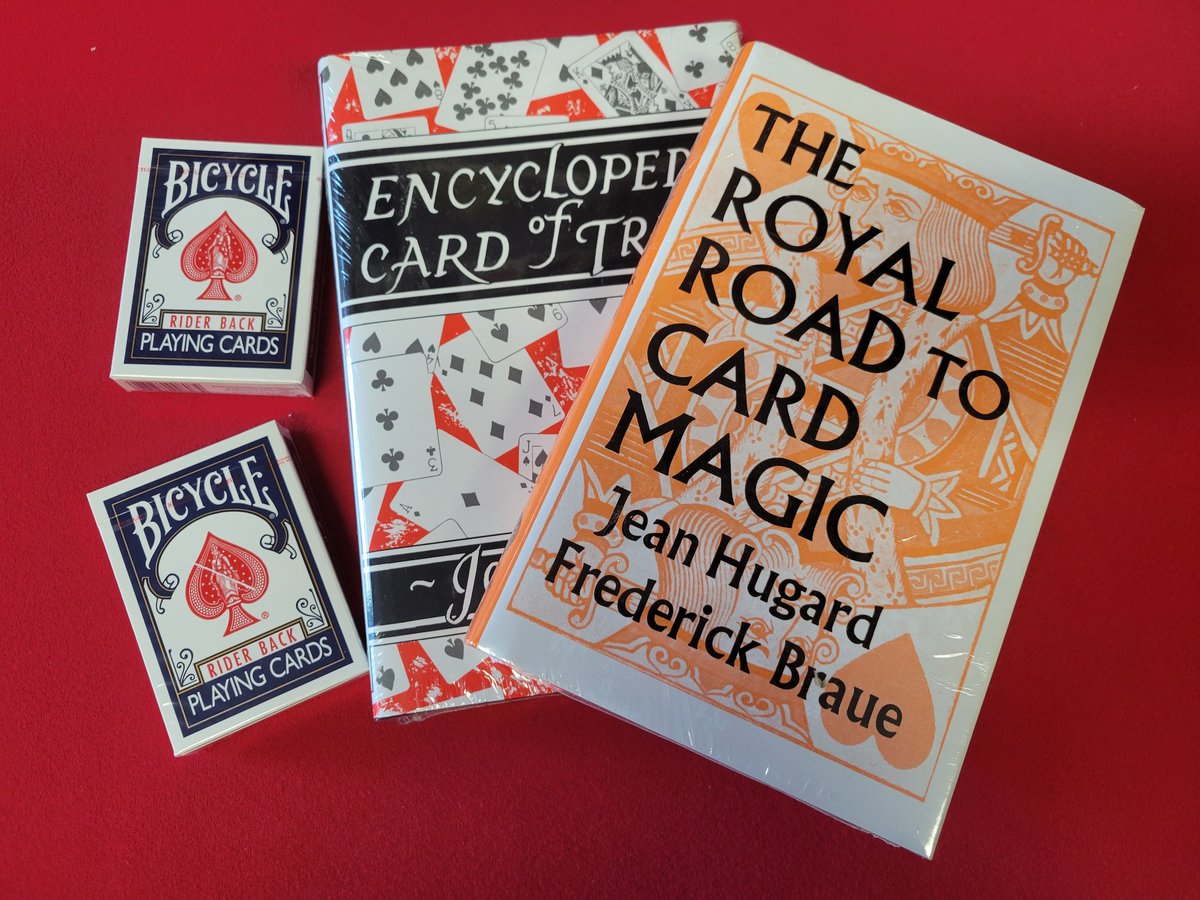 BICYCLE
RIDER BACK
PLAYING CARDS
BICYCLE
RIDER BACK
PLAYING CARDS
ENCYCLOPED
of
CARD TR
THE
ROYAL
ROAD TO
CARD
MAGIC
Jean Hugard
Frederick Braue